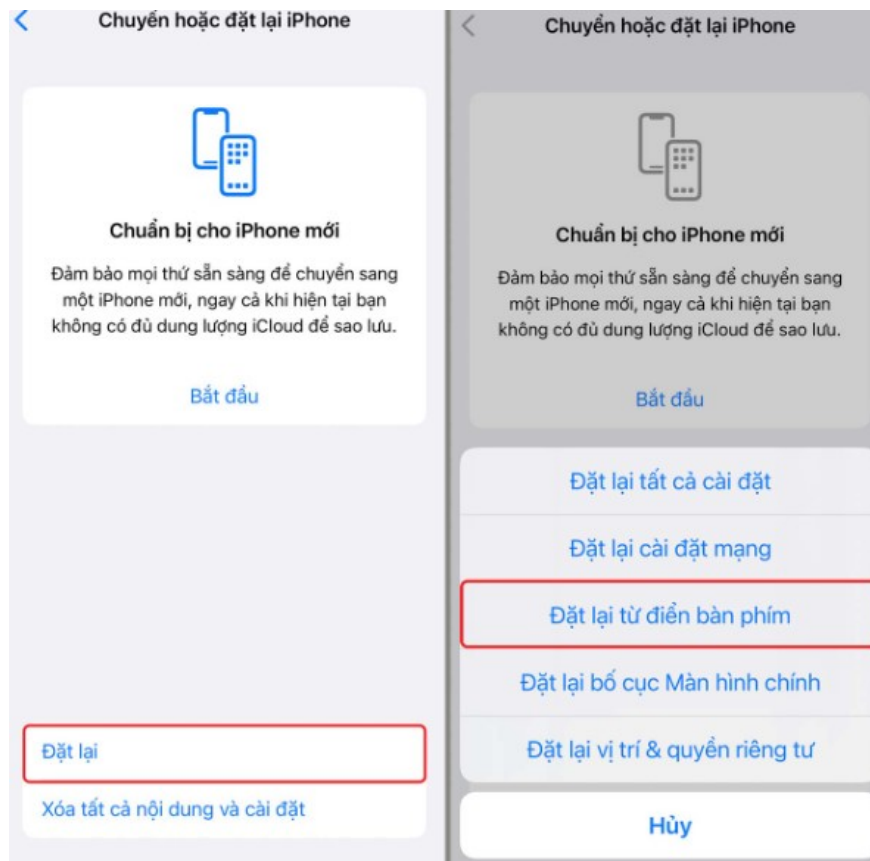 Chuyển hoặc đặt lại iPhone
Chuẩn bị cho iPhone mới
Đảm bảo mọi thứ sẵn sàng để chuyển sang
một iPhone mới, ngay cả khi hiện tại bạn
không có đủ dung lượng iCloud để sao lưu.
Bắt đầu
Đặt lại
Xóa tất cả nội dung và cài đặt
Chuyển hoặc đặt lại iPhone
Chuẩn bị cho iPhone mới
Đảm bảo mọi thứ sẵn sàng để chuyển sang
một iPhone mới, ngay cả khi hiện tại bạn
không có đủ dung lượng iCloud để sao lưu.
Bắt đầu
Đặt lại tất cả cài đặt
Đặt lại cài đặt mạng
Đặt lại từ điển bàn phím
Đặt lại bố cục Màn hình chính
Đặt lại vị trí & quyền riêng tư
Hủy